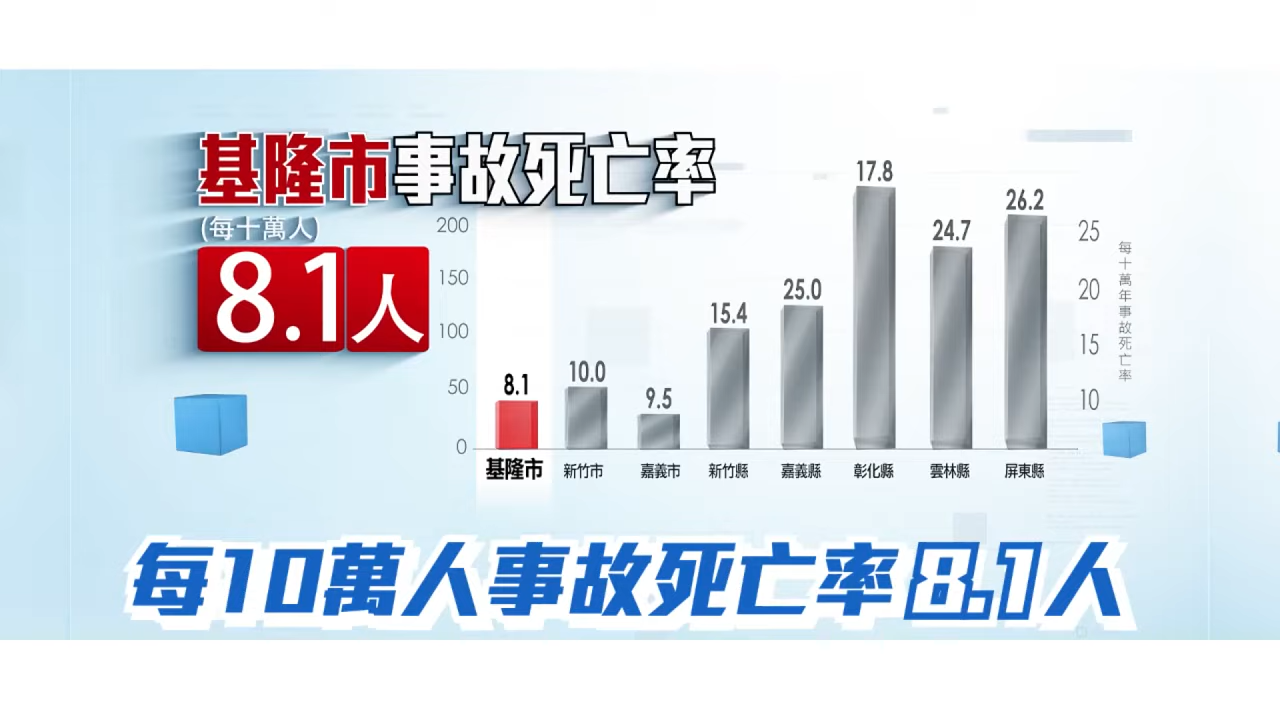 基隆市事故死亡率
(每十萬人)
8.1人
200
150
100
50
0
8.1
10.0
9.5
15.4
25.0
17.8
24.7
26.2
基隆市
新竹市
嘉義市
新竹縣
嘉義縣
彰化縣
雲林縣
屏東縣
25
20
15
10
每十萬年事故死亡率
每10萬人事故死亡率8.1人